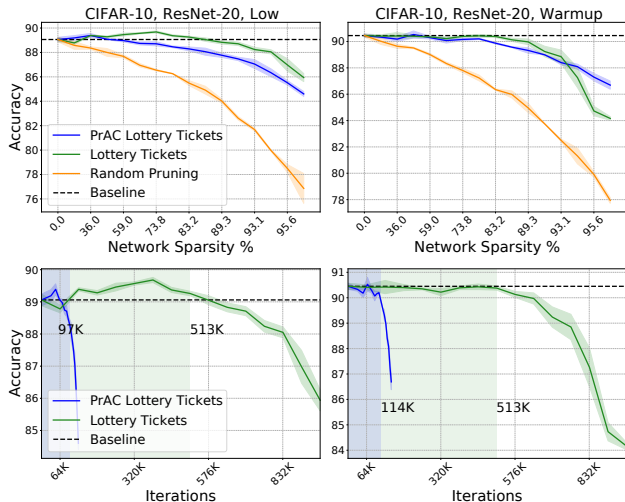 CIFAR-10, ResNet-20, Low
CIFAR-10, ResNet-20, Warmup
Accuracy
90
88
86
84
82
80
78
76
PrAC Lottery Tickets
Lottery Tickets
Random Pruning
Baseline
0.0 36.0 59.0 73.8 83.2 89.3 93.1 95.6
Network Sparsity %
90
88
86
84
82
80
78
0.0 36.0 59.0 73.8 83.2 89.3 93.1 95.6
Network Sparsity %
Accuracy
90
89
88
87
86
85
97K
513K
PrAC Lottery Tickets
Lottery Tickets
Baseline
64K 320K 576K 832K
Iterations
91
90
89
88
87
86
85
84
114K
513K
64K 320K 576K 832K
Iterations